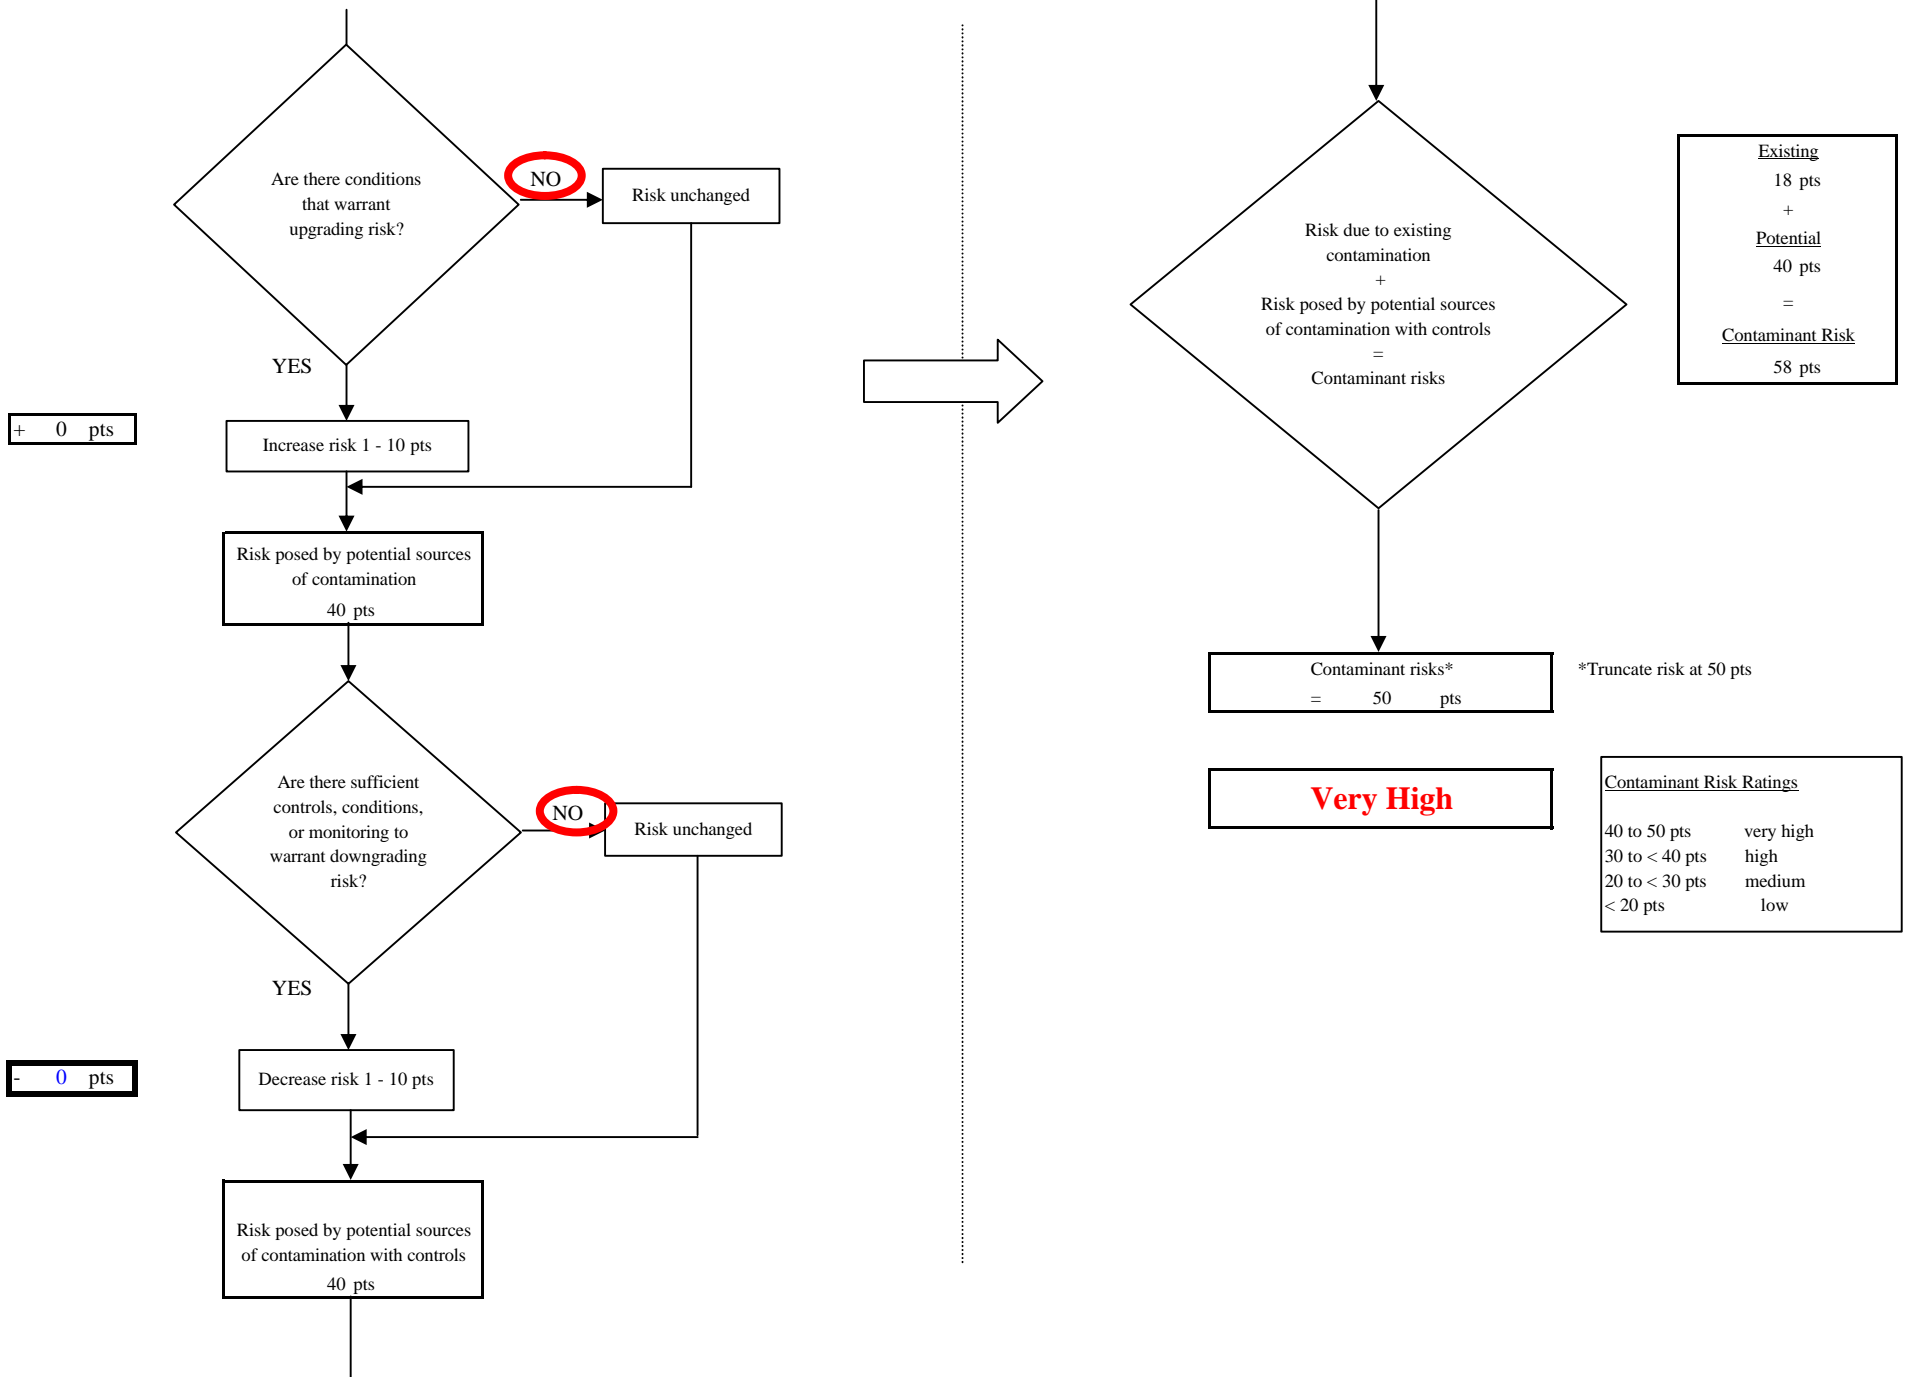 Are there conditions
that warrant
upgrading risk?
NO
Risk unchanged
YES
+ 0 pts
Increase risk 1 - 10 pts
Risk posed by potential sources
of contamination
40 pts
Are there sufficient
controls, conditions,
or monitoring to
warrant downgrading
risk?
NO
Risk unchanged
YES
- 0 pts
Decrease risk 1 - 10 pts
Risk posed by potential sources
of contamination with controls
40 pts
Risk due to existing
contamination
+
Risk posed by potential sources
of contamination with controls
=
Contaminant risks
Existing
18 pts
+
Potential
40 pts
=
Contaminant Risk
58 pts
Contaminant risks*
= 50 pts
*Truncate risk at 50 pts
Very High
Contaminant Risk Ratings
40 to 50 pts very high
30 to < 40 pts high
20 to < 30 pts medium
< 20 pts low